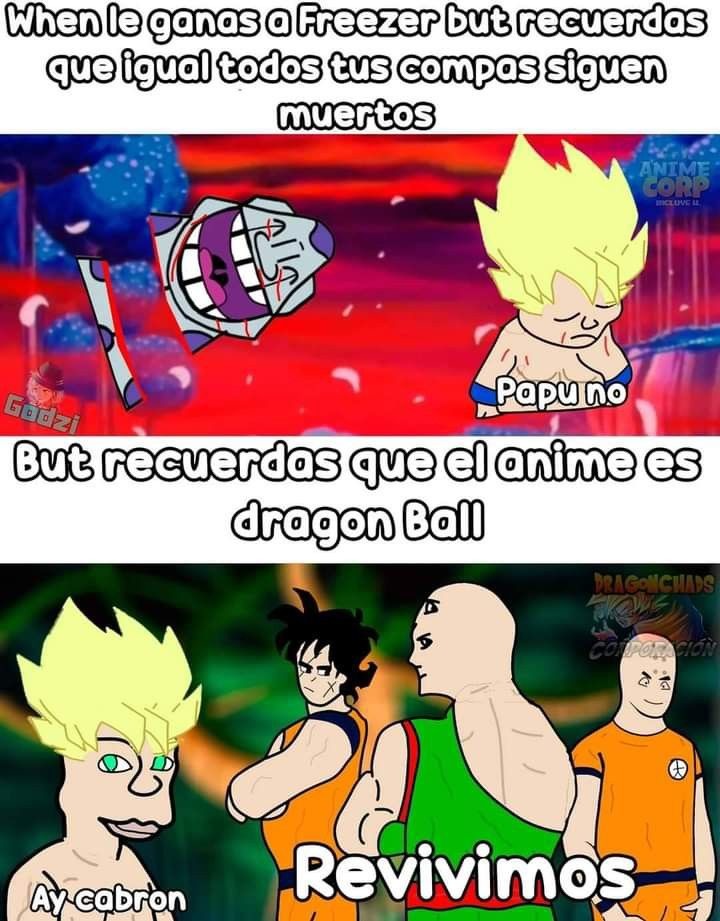 When le ganas a Freezer but recuerdas
que igual todos tus compas siguen
muertos
ANIME
CORP
Papu no
Godzi
But recuerdas que el anime es
dragon Ball
DRAGONCHADS
CORPORACIÓN
Revivimos
Ay cabrón